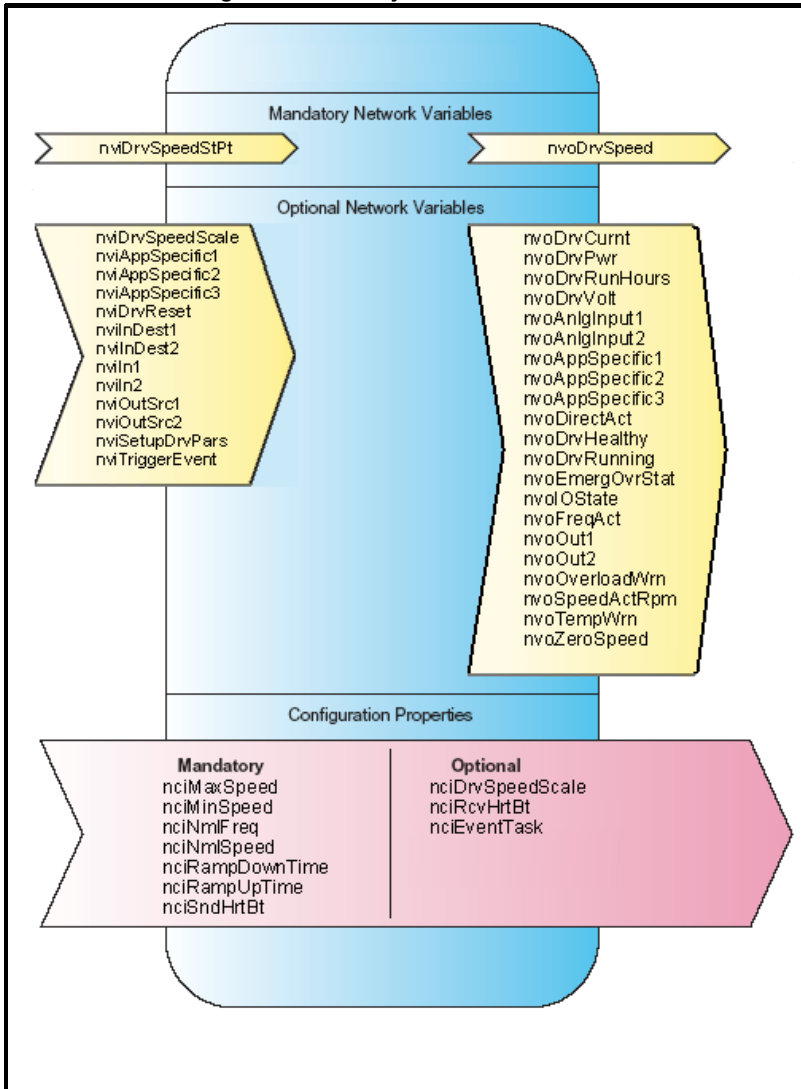 Mandatory Network Variables
nviDrvSpeedStPt
nvoDrvSpeed
Optional Network Variables
nviDrvSpeedScale
nviAppSpecific1
nviAppSpecific2
nviAppSpecific3
nviDrvReset
nviInDest1
nviInDest2
nviIn1
nviIn2
nviOutSrc1
nviOutSrc2
nviSetupDrvPars
nviTriggerEvent
nvoDrvCurnt
nvoDrvPwr
nvoDrvRunHours
nvoDrvVolt
nvoAnlgInput1
nvoAnlgInput2
nvoAppSpecific1
nvoAppSpecific2
nvoAppSpecific3
nvoDirectAct
nvoDrvHealthy
nvoDrvRunning
nvoEmergOvrStat
nvoIOState
nvoFreqAct
nvoOut1
nvoOut2
nvoOverloadWrn
nvoSpeedActRpm
nvoTempWrn
nvoZeroSpeed
Configuration Properties
Mandatory
nciMaxSpeed
nciMinSpeed
nciNmlFreq
nciNmlSpeed
nciRampDownTime
nciRampUpTime
nciSndHrtBt
Optional
nciDrvSpeedScale
nciRcvHrtBt
nciEventTask